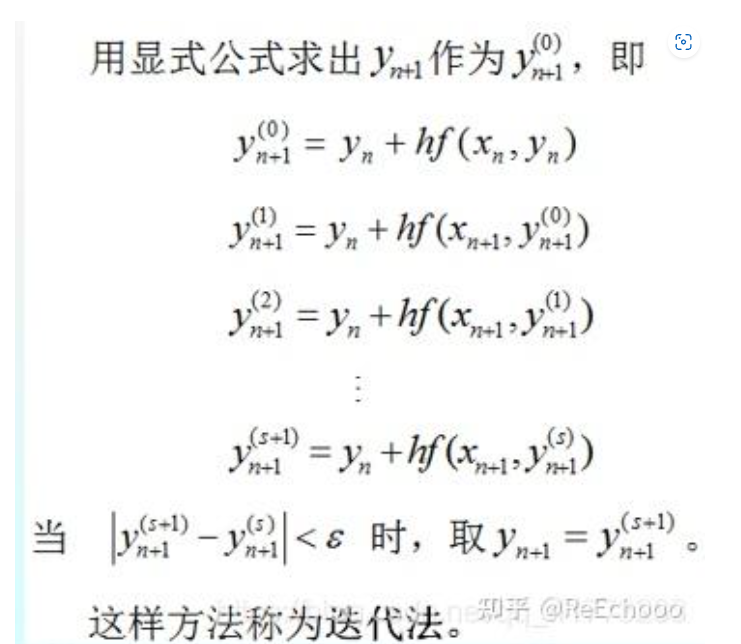 用显式公式求出 y_{n+1} 作为 y_{n+1}^{(0)}，即
y_{n+1}^{(0)} = y_n + hf(x_n, y_n)
y_{n+1}^{(1)} = y_n + hf(x_{n+1}, y_{n+1}^{(0)})
y_{n+1}^{(2)} = y_n + hf(x_{n+1}, y_{n+1}^{(1)})
⋮
y_{n+1}^{(s+1)} = y_n + hf(x_{n+1}, y_{n+1}^{(s)})
当 |y_{n+1}^{(s+1)} − y_{n+1}^{(s)}| < ε 时，取 y_{n+1} = y_{n+1}^{(s+1)}。
这样方法称为迭代法。
知乎 @ReEchooo